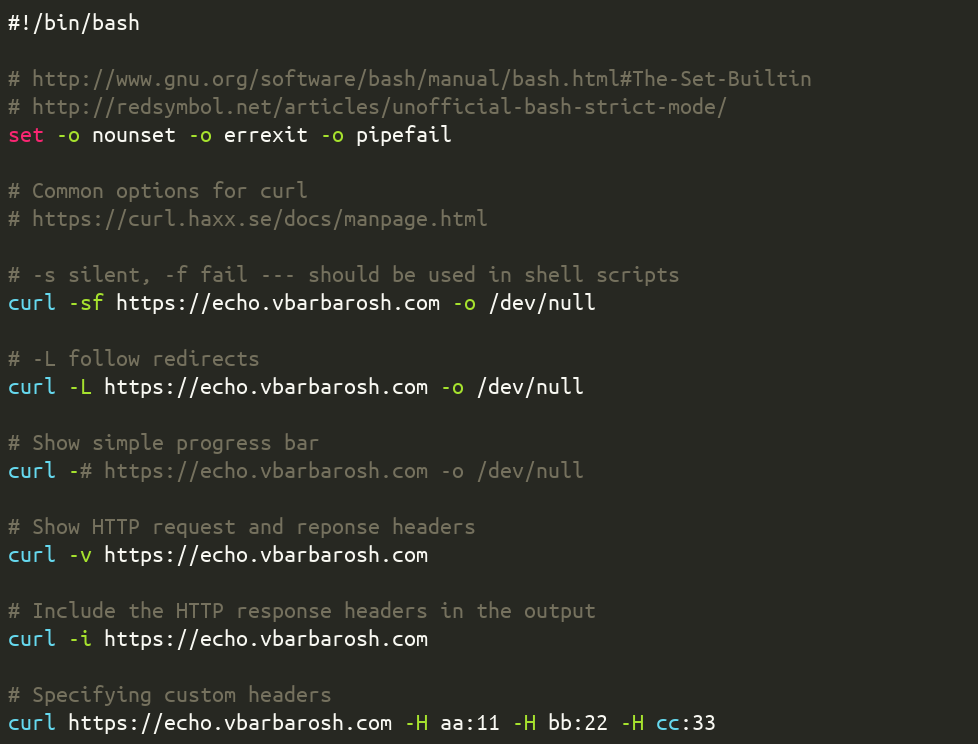 #!/bin/bash
# http://www.gnu.org/software/bash/manual/bash.html#The-Set-Builtin
# http://redsymbol.net/articles/unofficial-bash-strict-mode/
set -o nounset -o errexit -o pipefail
# Common options for curl
# https://curl.haxx.se/docs/manpage.html
# -s silent, -f fail --- should be used in shell scripts
curl -sf https://echo.vbarbarosh.com -o /dev/null
# -L follow redirects
curl -L https://echo.vbarbarosh.com -o /dev/null
# Show simple progress bar
curl -# https://echo.vbarbarosh.com -o /dev/null
# Show HTTP request and reponse headers
curl -v https://echo.vbarbarosh.com
# Include the HTTP response headers in the output
curl -i https://echo.vbarbarosh.com
# Specifying custom headers
curl https://echo.vbarbarosh.com -H aa:11 -H bb:22 -H cc:33